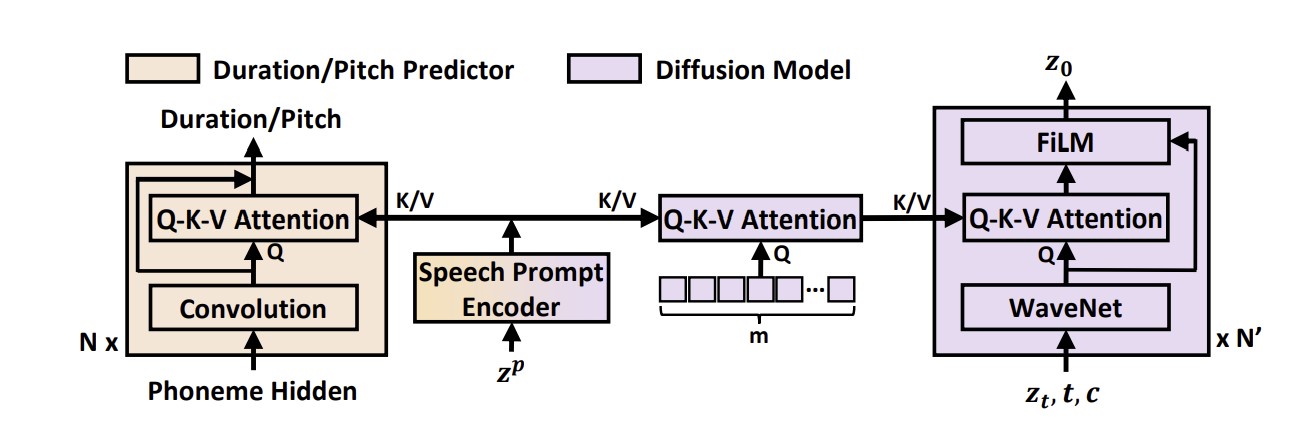 Duration/Pitch Predictor
Diffusion Model
Duration/Pitch
Q-K-V Attention
Q
Convolution
N x
Phoneme Hidden
K/V
K/V
Speech Prompt
Encoder
z^p
Q-K-V Attention
Q
...
m
K/V
z_0
FiLM
Q-K-V Attention
Q
WaveNet
x N’
z_t, t, c